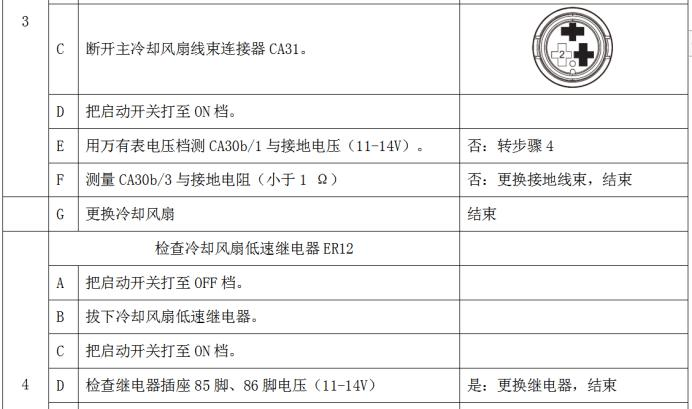 3
C 断开主冷却风扇线束连接器 CA31。
2
D 把启动开关打至 ON 档。
E 用万有表电压档测 CA30b/1 与接地电压（11-14V）。 否：转步骤 4
F 测量 CA30b/3 与接地电阻（小于 1 Ω） 否：更换接地线束，结束
G 更换冷却风扇 结束
检查冷却风扇低速继电器 ER12
A 把启动开关打至 OFF 档。
B 拔下冷却风扇低速继电器。
C 把启动开关打至 ON 档。
4 D 检查继电器插座 85 脚、86 脚电压（11-14V） 是：更换继电器，结束